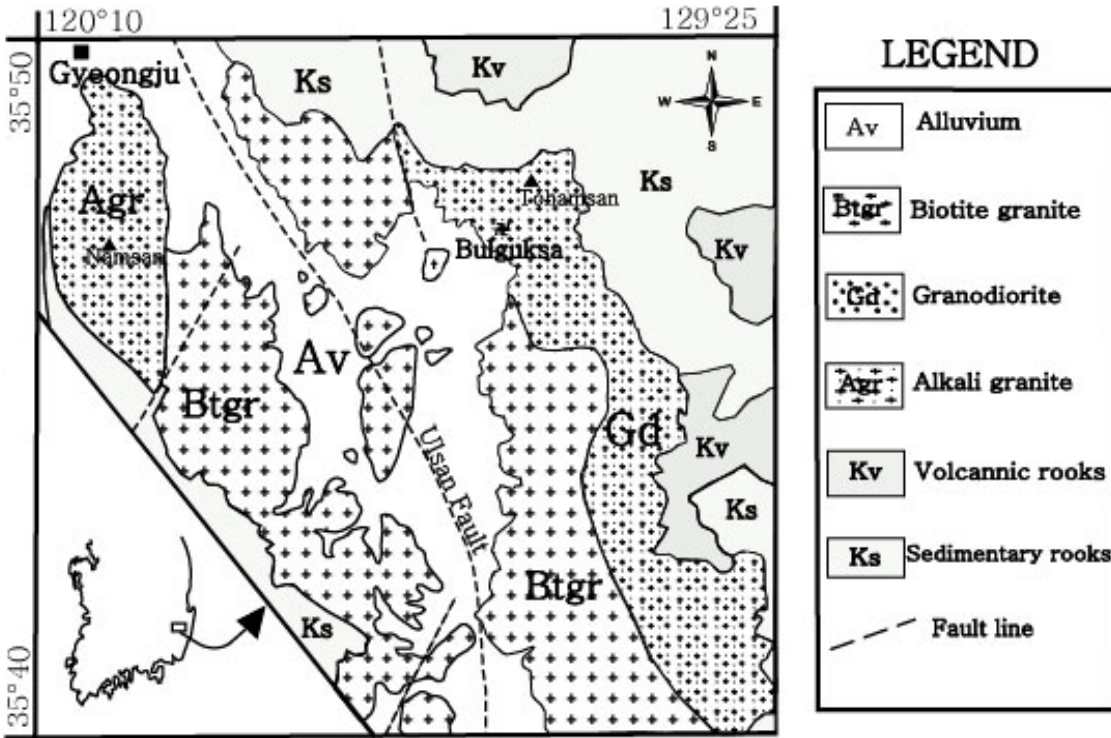 120°10
129°25
35°50
35°40
Gyeongju
Ks
Kv
N
W E
S
Agr
Namsan
Tohamsan
Bulguksa
Ks
Kv
Av
Btgr
Gd
Kv
Ks
Ulsan Fault
Btgr
Ks
LEGEND
Av Alluvium
Btgr Biotite granite
Gd Granodiorite
Agr Alkali granite
Kv Volcannic rooks
Ks Sedimentary rooks
Fault line